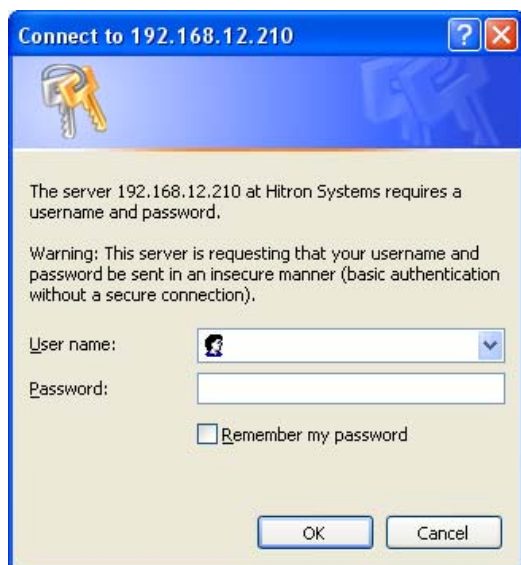 Connect to 192.168.12.210
?
The server 192.168.12.210 at Hitron Systems requires a
username and password.
Warning: This server is requesting that your username and
password be sent in an insecure manner (basic authentication
without a secure connection).
User name:
Password:
Remember my password
OK
Cancel